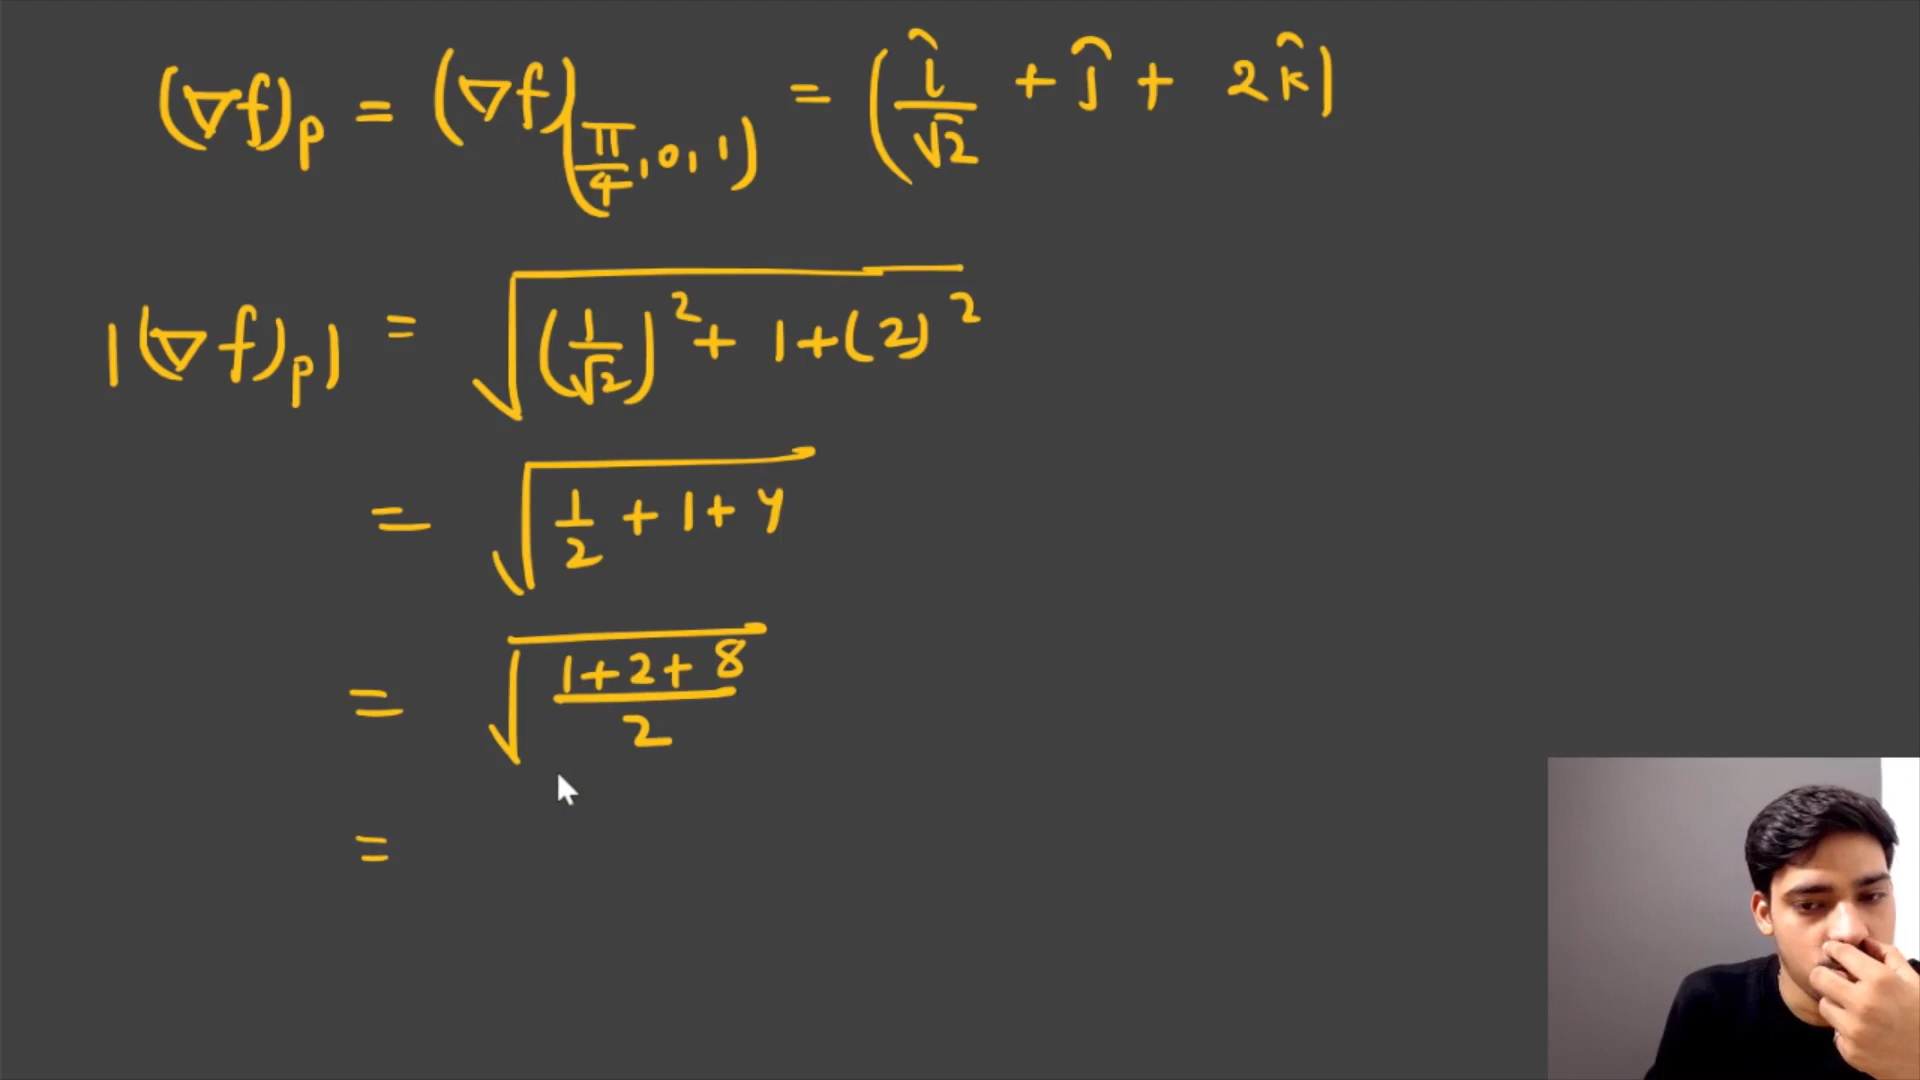 (∇f)ₚ = (∇f)_(π/4, 0, 1) = (î/√2 + ĵ + 2k̂)
|(∇f)ₚ| = √((1/√2)² + 1 + (2)²)
= √(1/2 + 1 + 4)
= √((1+2+8)/2)
=